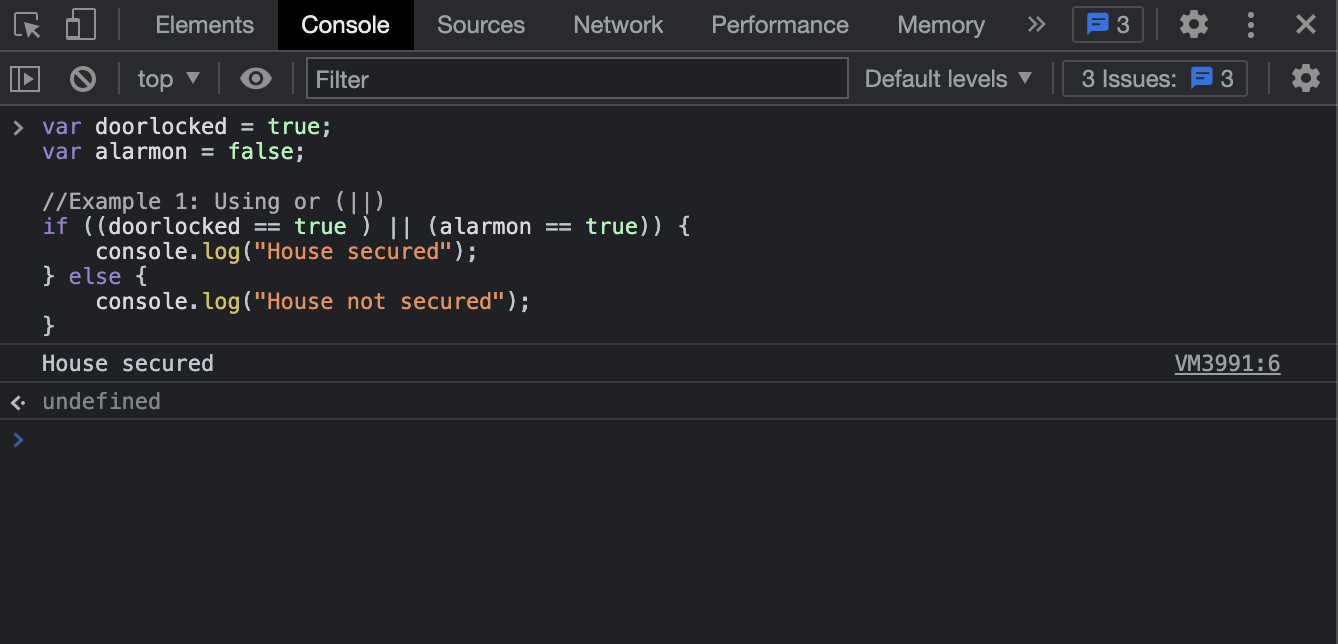 Elements Console Sources Network Performance Memory 3
top Filter Default levels 3 Issues: 3
var doorlocked = true;
var alarmon = false;
//Example 1: Using or (||)
if ((doorlocked == true ) || (alarmon == true)) {
    console.log("House secured");
} else {
    console.log("House not secured");
}
House secured VM3991:6
undefined